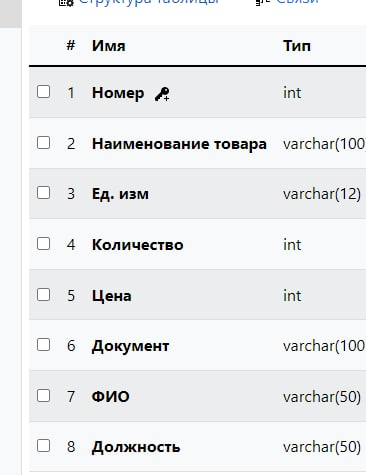 Структура таблицы Связи
# Имя Тип
1 Номер int
2 Наименование товара varchar(100)
3 Ед. изм varchar(12)
4 Количество int
5 Цена int
6 Документ varchar(100
7 ФИО varchar(50)
8 Должность varchar(50)